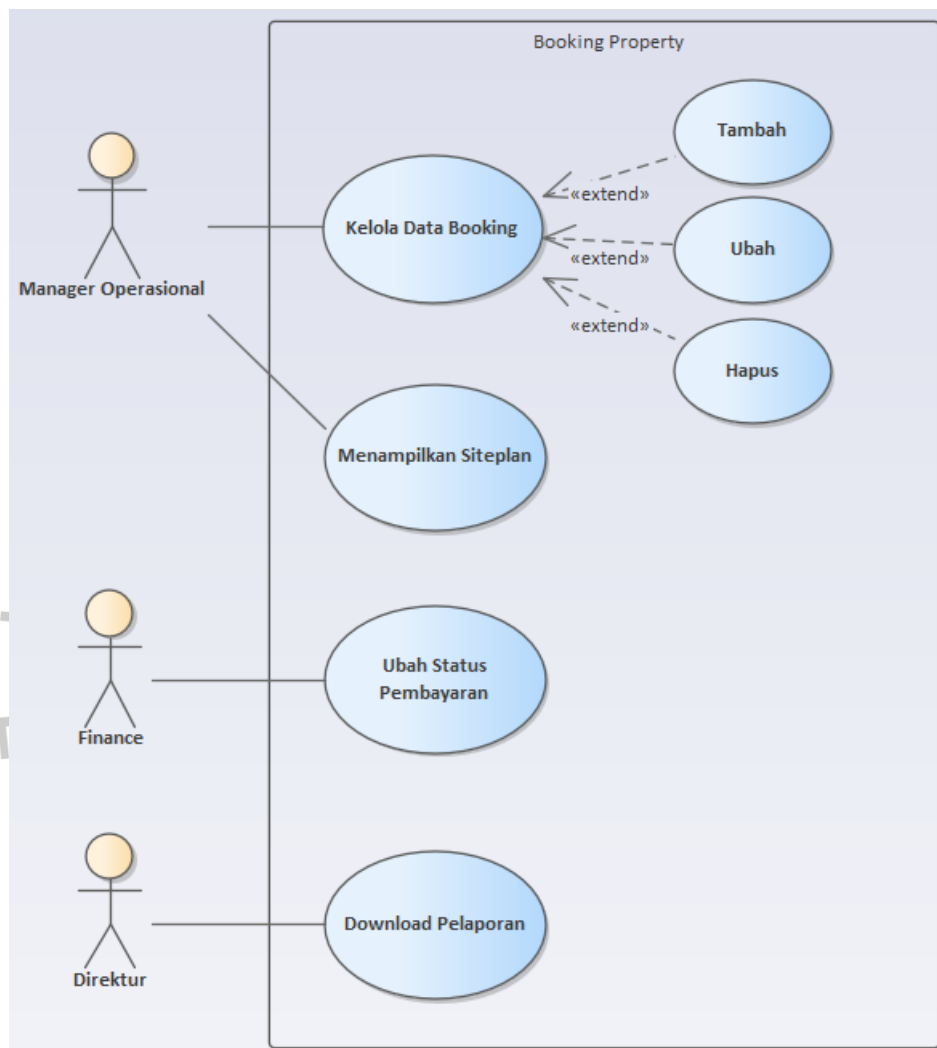 Booking Property
Tambah
«extend»
Kelola Data Booking
Ubah
«extend»
Manager Operasional
«extend»
Hapus
Menampilkan Siteplan
Ubah Status
Pembayaran
Finance
Download Pelaporan
Direktur